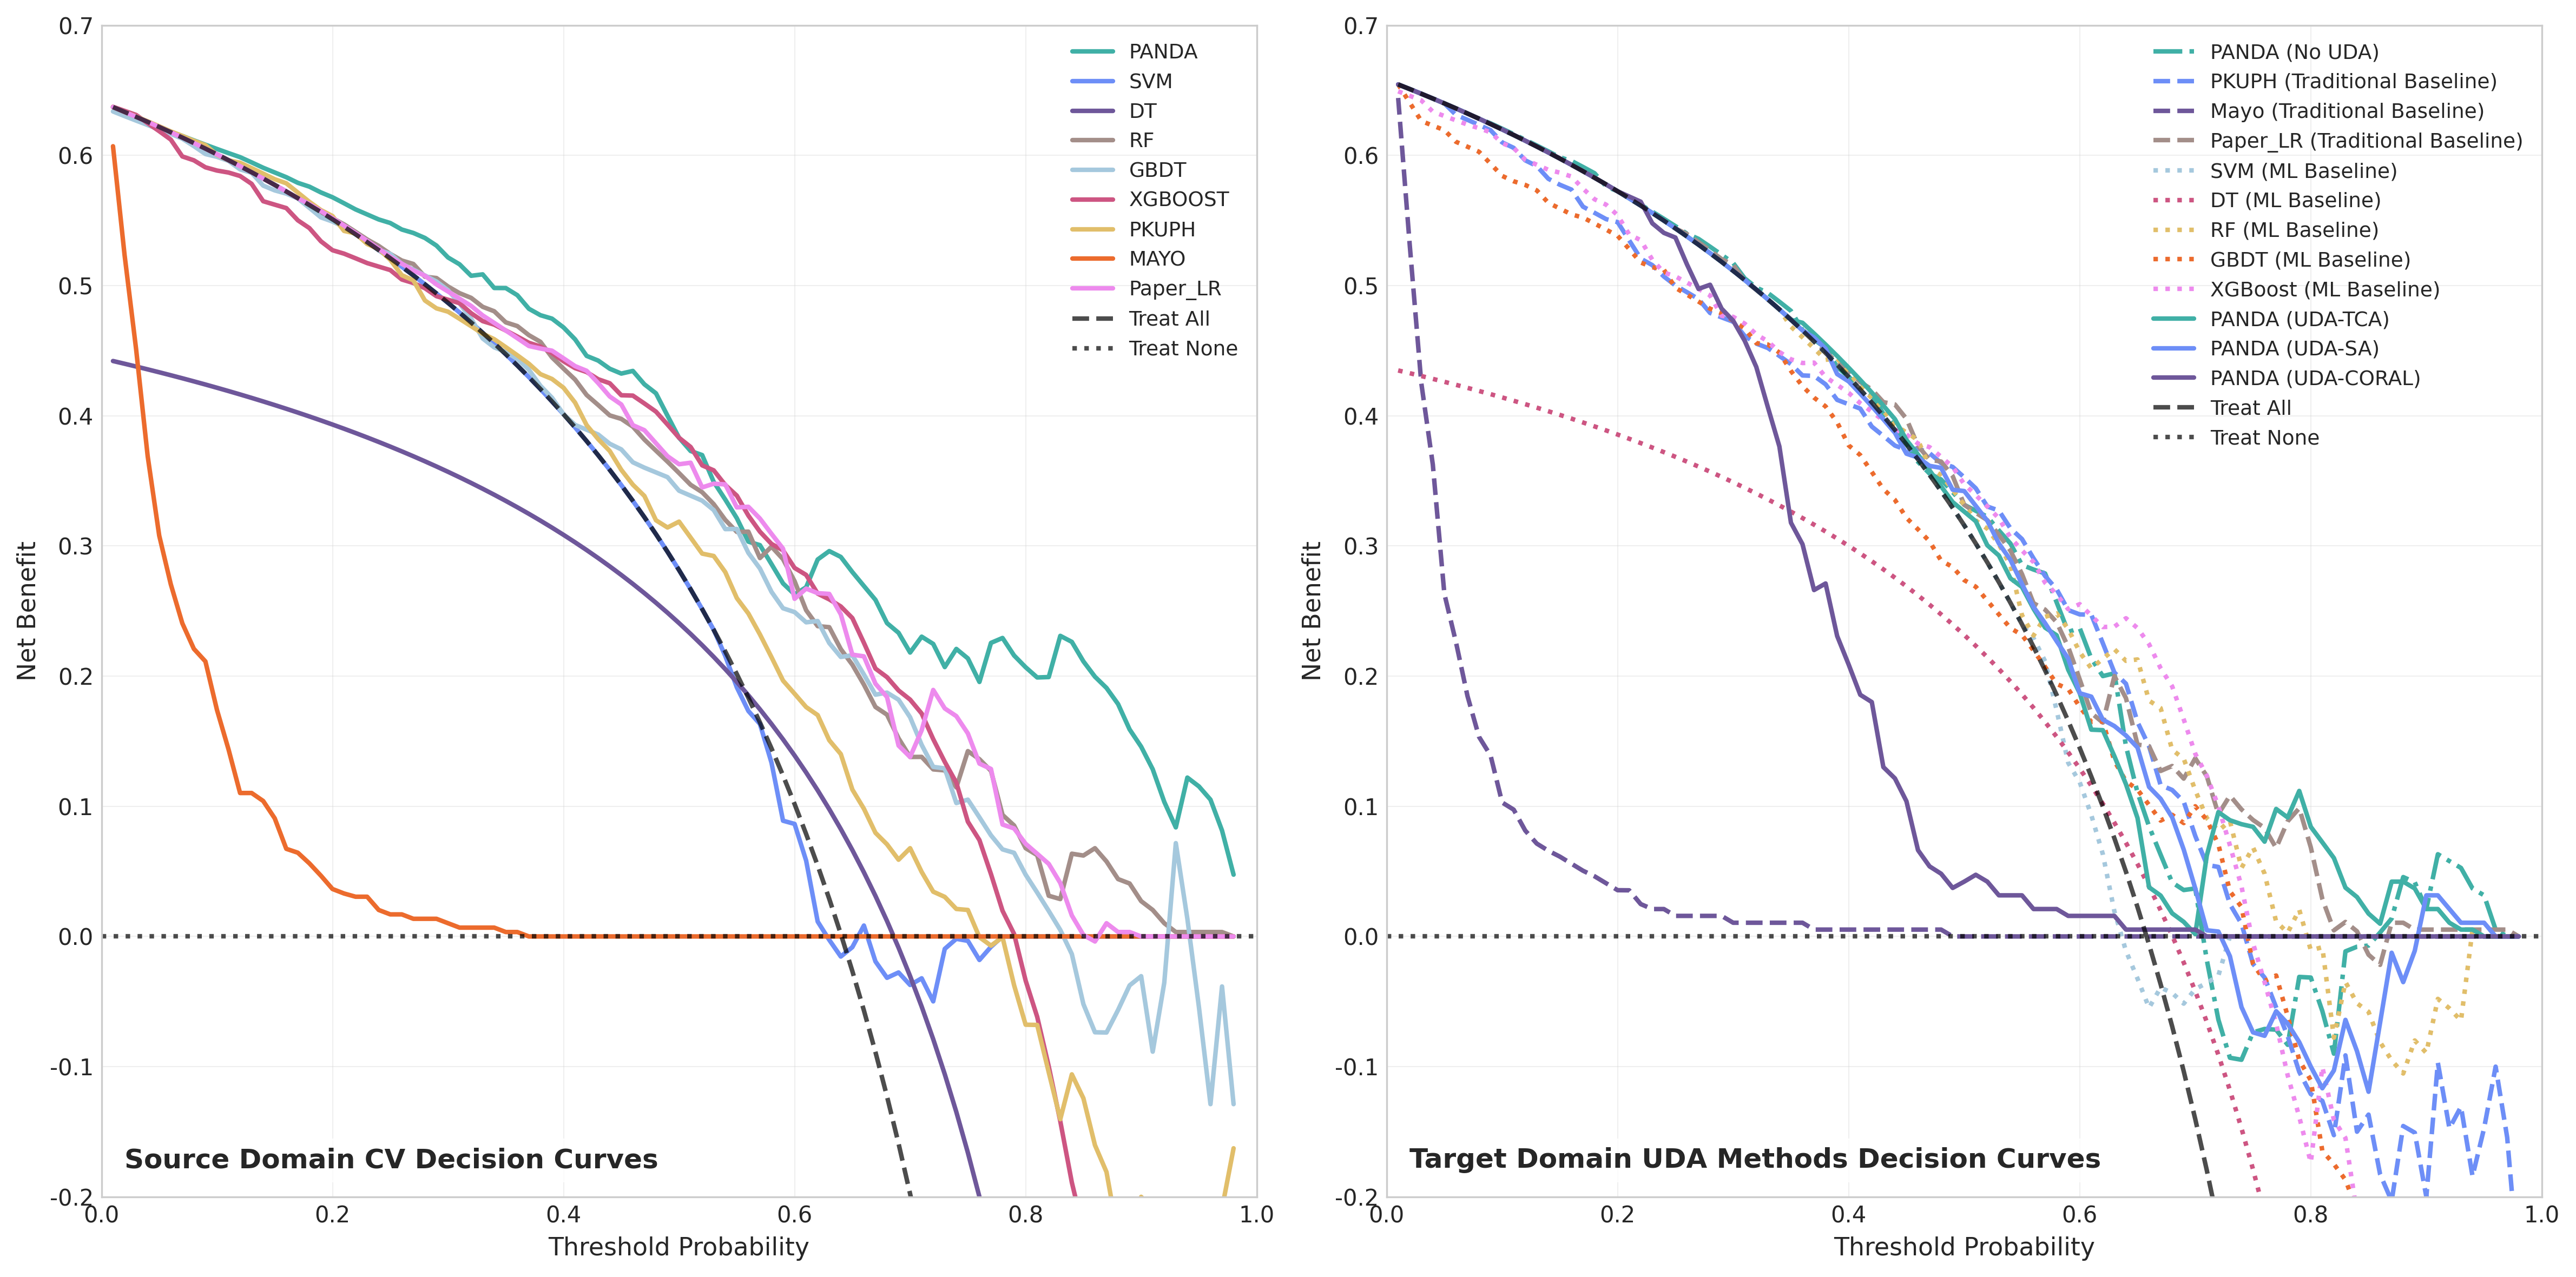 0.7
0.6
0.5
0.4
0.3
0.2
0.1
0.0
-0.1
-0.2
Net Benefit
PANDA
SVM
DT
RF
GBDT
XGBOOST
PKUPH
MAYO
Paper_LR
Treat All
Treat None
Source Domain CV Decision Curves
0.0 0.2 0.4 0.6 0.8 1.0
Threshold Probability
0.7
0.6
0.5
0.4
0.3
0.2
0.1
0.0
-0.1
-0.2
Net Benefit
PANDA (No UDA)
PKUPH (Traditional Baseline)
Mayo (Traditional Baseline)
Paper_LR (Traditional Baseline)
SVM (ML Baseline)
DT (ML Baseline)
RF (ML Baseline)
GBDT (ML Baseline)
XGBoost (ML Baseline)
PANDA (UDA-TCA)
PANDA (UDA-SA)
PANDA (UDA-CORAL)
Treat All
Treat None
Target Domain UDA Methods Decision Curves
0.0 0.2 0.4 0.6 0.8 1.0
Threshold Probability